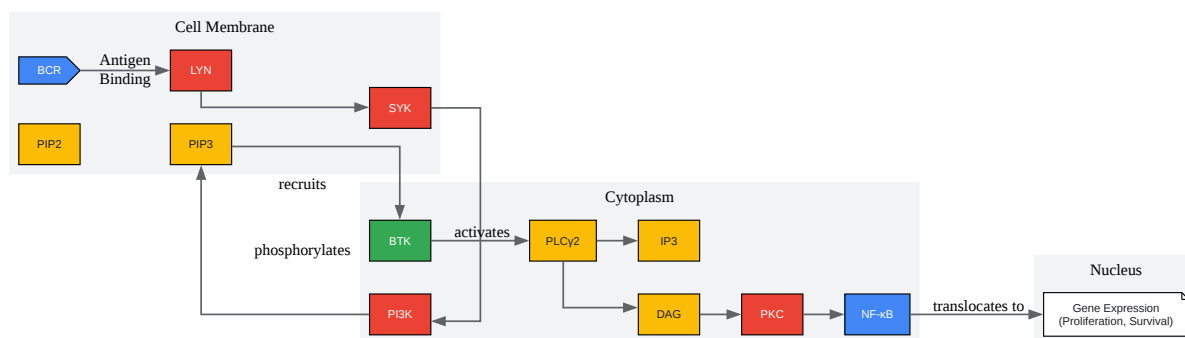 Cell Membrane
BCR
Antigen
Binding
LYN
SYK
PIP2
PIP3
recruits
Cytoplasm
phosphorylates
BTK
activates
PLCγ2
IP3
PI3K
DAG
PKC
NF-κB
translocates to
Nucleus
Gene Expression
(Proliferation, Survival)